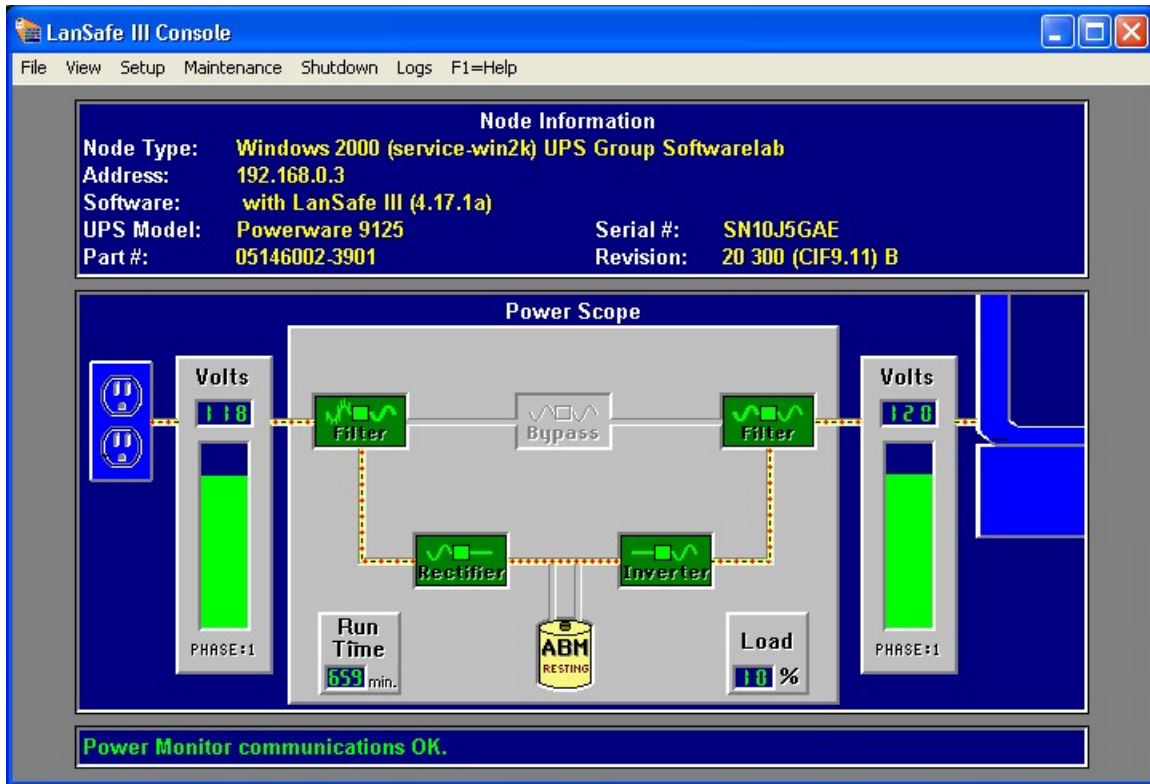 LanSafe III Console
File View Setup Maintenance Shutdown Logs F1=Help
Node Information
Node Type: Windows 2000 (service-win2k) UPS Group Softwarelab
Address: 192.168.0.3
Software: with LanSafe III (4.17.1a)
UPS Model: Powerware 9125 Serial #: SN10J5GAE
Part #: 05146002-3901 Revision: 20 300 (CIF9.11) B
Power Scope
Volts
118
PHASE:1
Filter
Bypass
Filter
Rectifier
Inverter
Run
Time
659 min.
ABM
RESTING
Load
10 %
Volts
120
PHASE:1
Power Monitor communications OK.